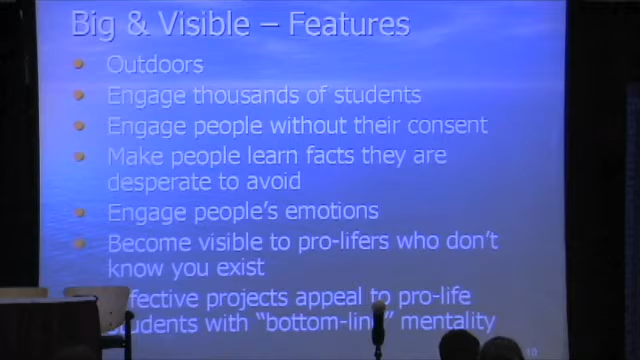 Big & Visible – Features
Outdoors
Engage thousands of students
Engage people without their consent
Make people learn facts they are
desperate to avoid
Engage people's emotions
Become visible to pro-lifers who don't
know you exist
ffective projects appeal to pro-life
tudents with "bottom-line" mentality
10